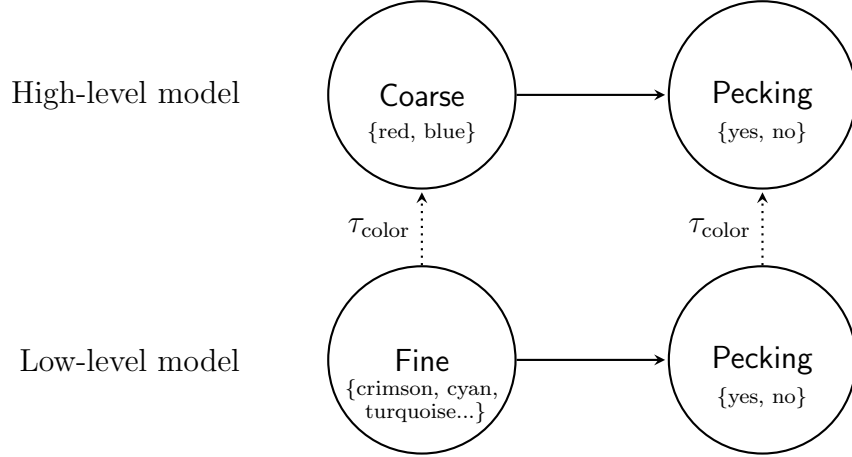 High-level model
Coarse
{red, blue}
Pecking
{yes, no}
τcolor
τcolor
Low-level model
Fine
{crimson, cyan,
turquoise...}
Pecking
{yes, no}